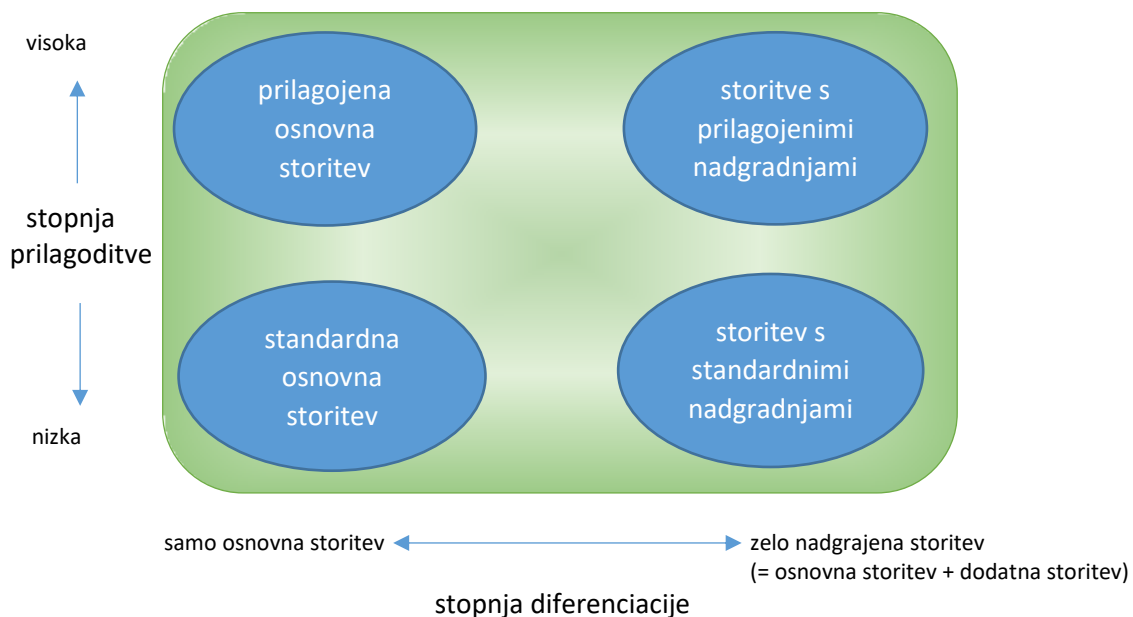 visoka
prilagojena
osnovna
storitev
storitve s
prilagojenimi
nadgradnjami
stopnja
prilagoditve
standardna
osnovna
storitev
storitev s
standardnimi
nadgradnjami
nizka
samo osnovna storitev
zelo nadgrajena storitev
(= osnovna storitev + dodatna storitev)
stopnja diferenciacije